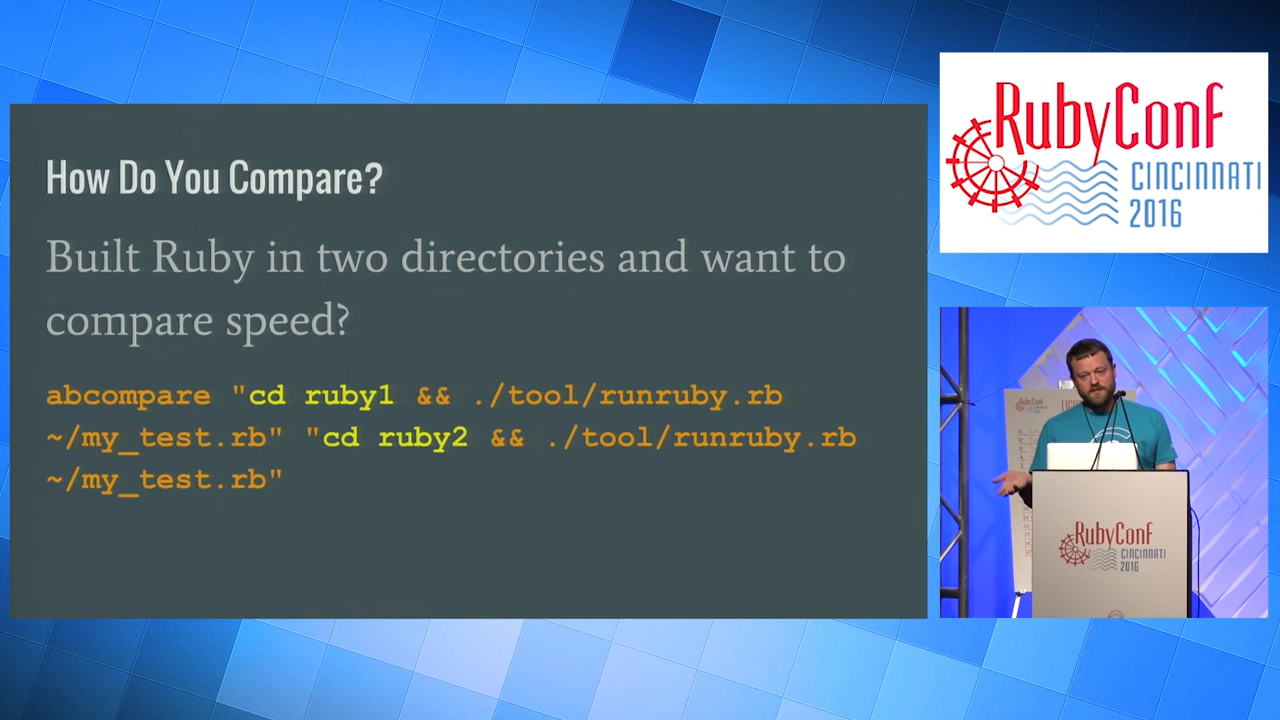 How Do You Compare?
Built Ruby in two directories and want to
compare speed?
abcompare "cd ruby1 && ./tool/runruby.rb
~/my_test.rb" "cd ruby2 && ./tool/runruby.rb
~/my_test.rb"
RubyConf
CINCINNATI
2016
RubyConf
RubyConf
CINCINNATI
2016